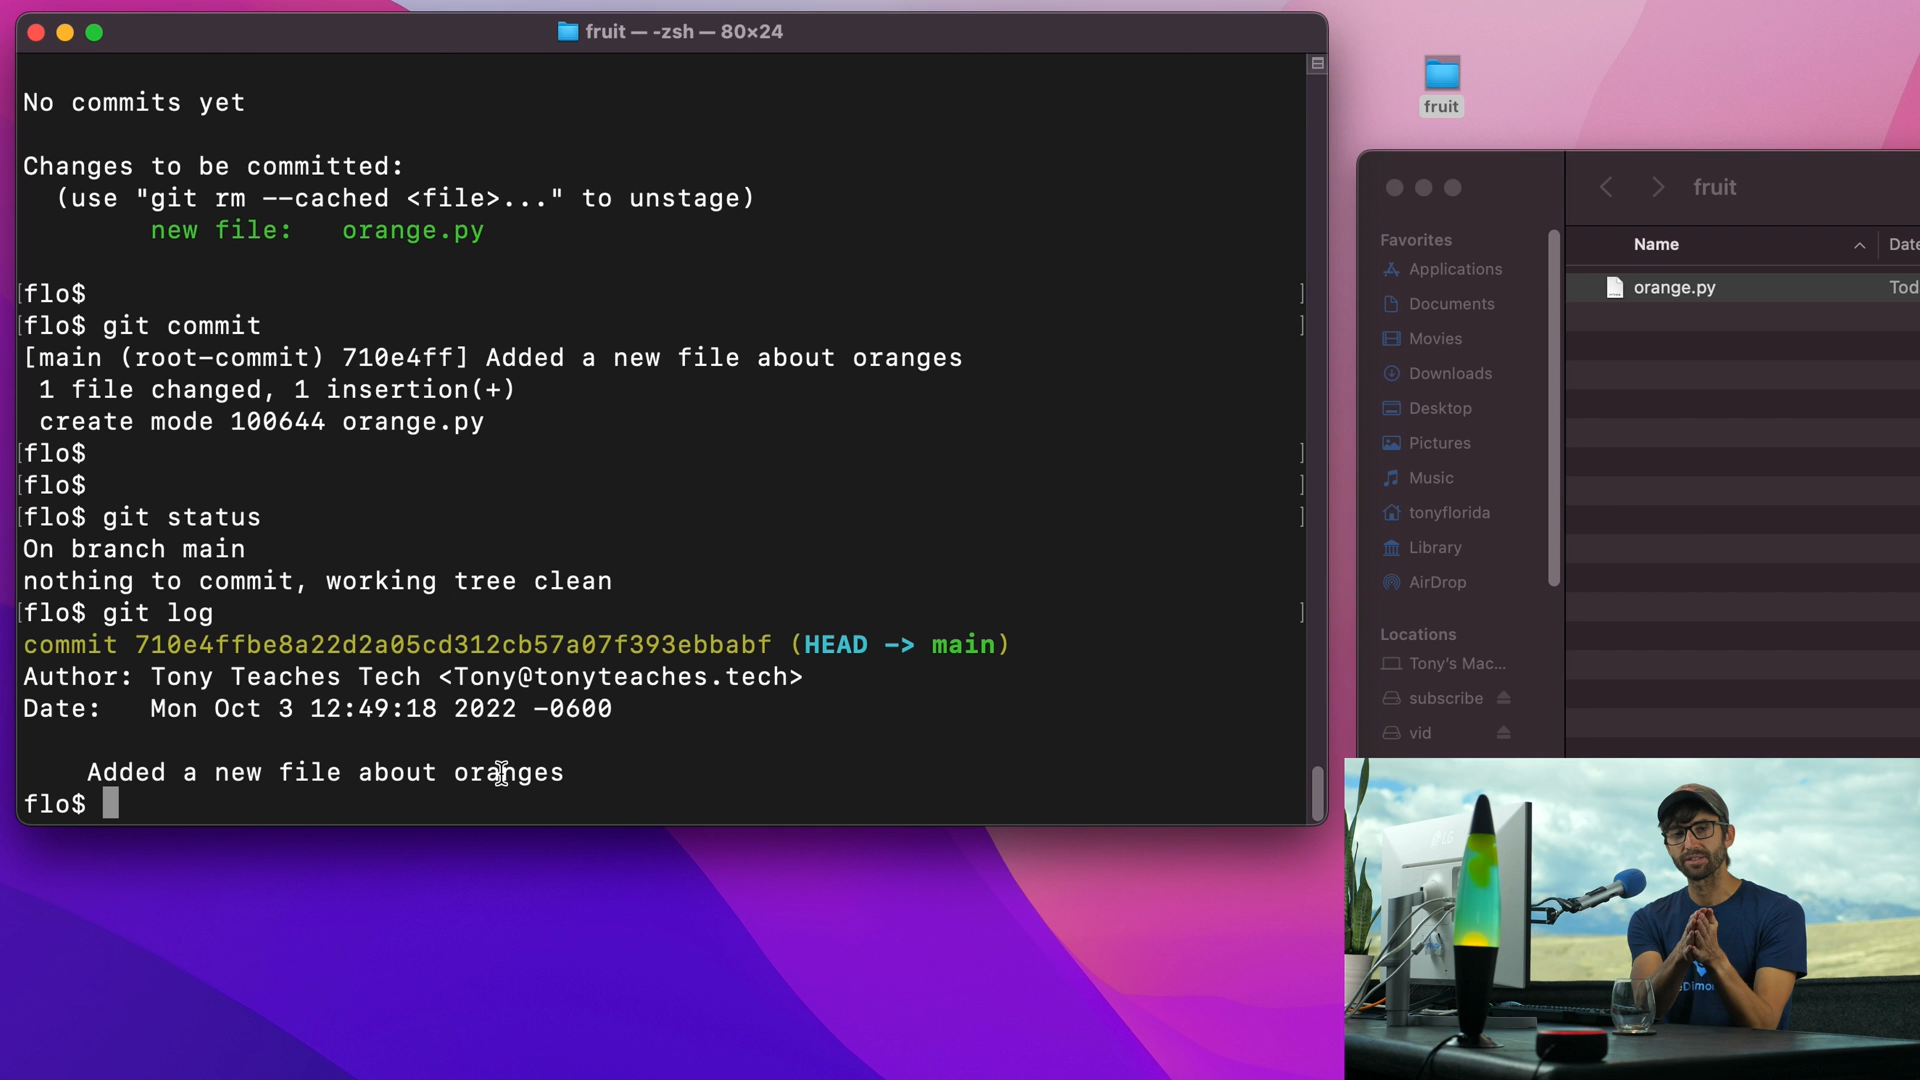 fruit — -zsh — 80×24
No commits yet
Changes to be committed:
(use "git rm --cached <file>..." to unstage)
new file:   orange.py
[flo$ ]
[flo$ git commit ]
[main (root-commit) 710e4ff] Added a new file about oranges
1 file changed, 1 insertion(+)
create mode 100644 orange.py
[flo$ ]
[flo$ ]
[flo$ git status ]
On branch main
nothing to commit, working tree clean
[flo$ git log ]
commit 710e4ffbe8a22d2a05cd312cb57a07f393ebbabf (HEAD -> main)
Author: Tony Teaches Tech <Tony@tonyteaches.tech>
Date:   Mon Oct 3 12:49:18 2022 -0600
Added a new file about oranges
flo$
fruit
fruit
Favorites
Applications
Documents
Movies
Downloads
Desktop
Pictures
Music
tonyflorida
Library
AirDrop
Locations
Tony's Mac...
subscribe
vid
Name
Date
orange.py
Tod
LG